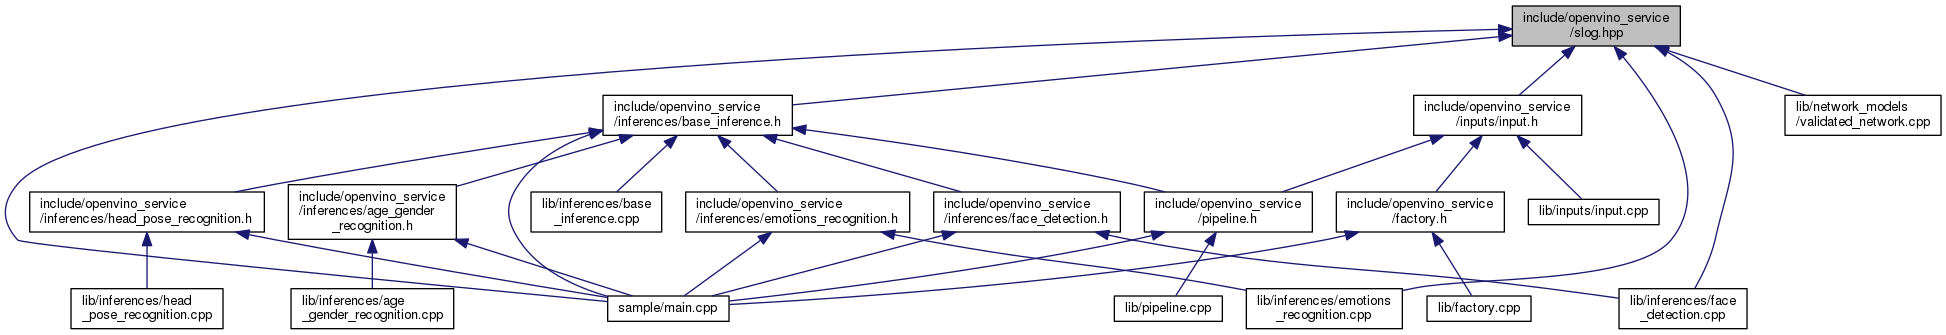 include/openvino_service
/slog.hpp
include/openvino_service
/inferences/base_inference.h
include/openvino_service
/inputs/input.h
lib/network_models
/validated_network.cpp
include/openvino_service
/inferences/head_pose_recognition.h
include/openvino_service
/inferences/age_gender
_recognition.h
lib/inferences/base
_inference.cpp
include/openvino_service
/inferences/emotions_recognition.h
include/openvino_service
/inferences/face_detection.h
include/openvino_service
/pipeline.h
include/openvino_service
/factory.h
lib/inputs/input.cpp
lib/inferences/head
_pose_recognition.cpp
lib/inferences/age
_gender_recognition.cpp
sample/main.cpp
lib/pipeline.cpp
lib/inferences/emotions
_recognition.cpp
lib/factory.cpp
lib/inferences/face
_detection.cpp